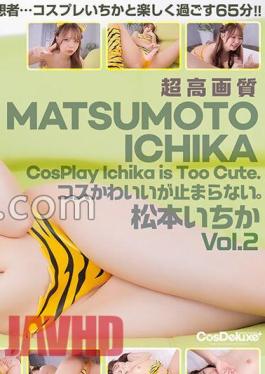 想者…コスプレいちかと楽しく過ごす65分!!
超高画質
MATSUMOTO
ICHIKA
CosPlay Ichika is Too Cute.
コスかわいいが止まらない。
松本いちか
Vol.2
CosDeluxe+
JAVHD